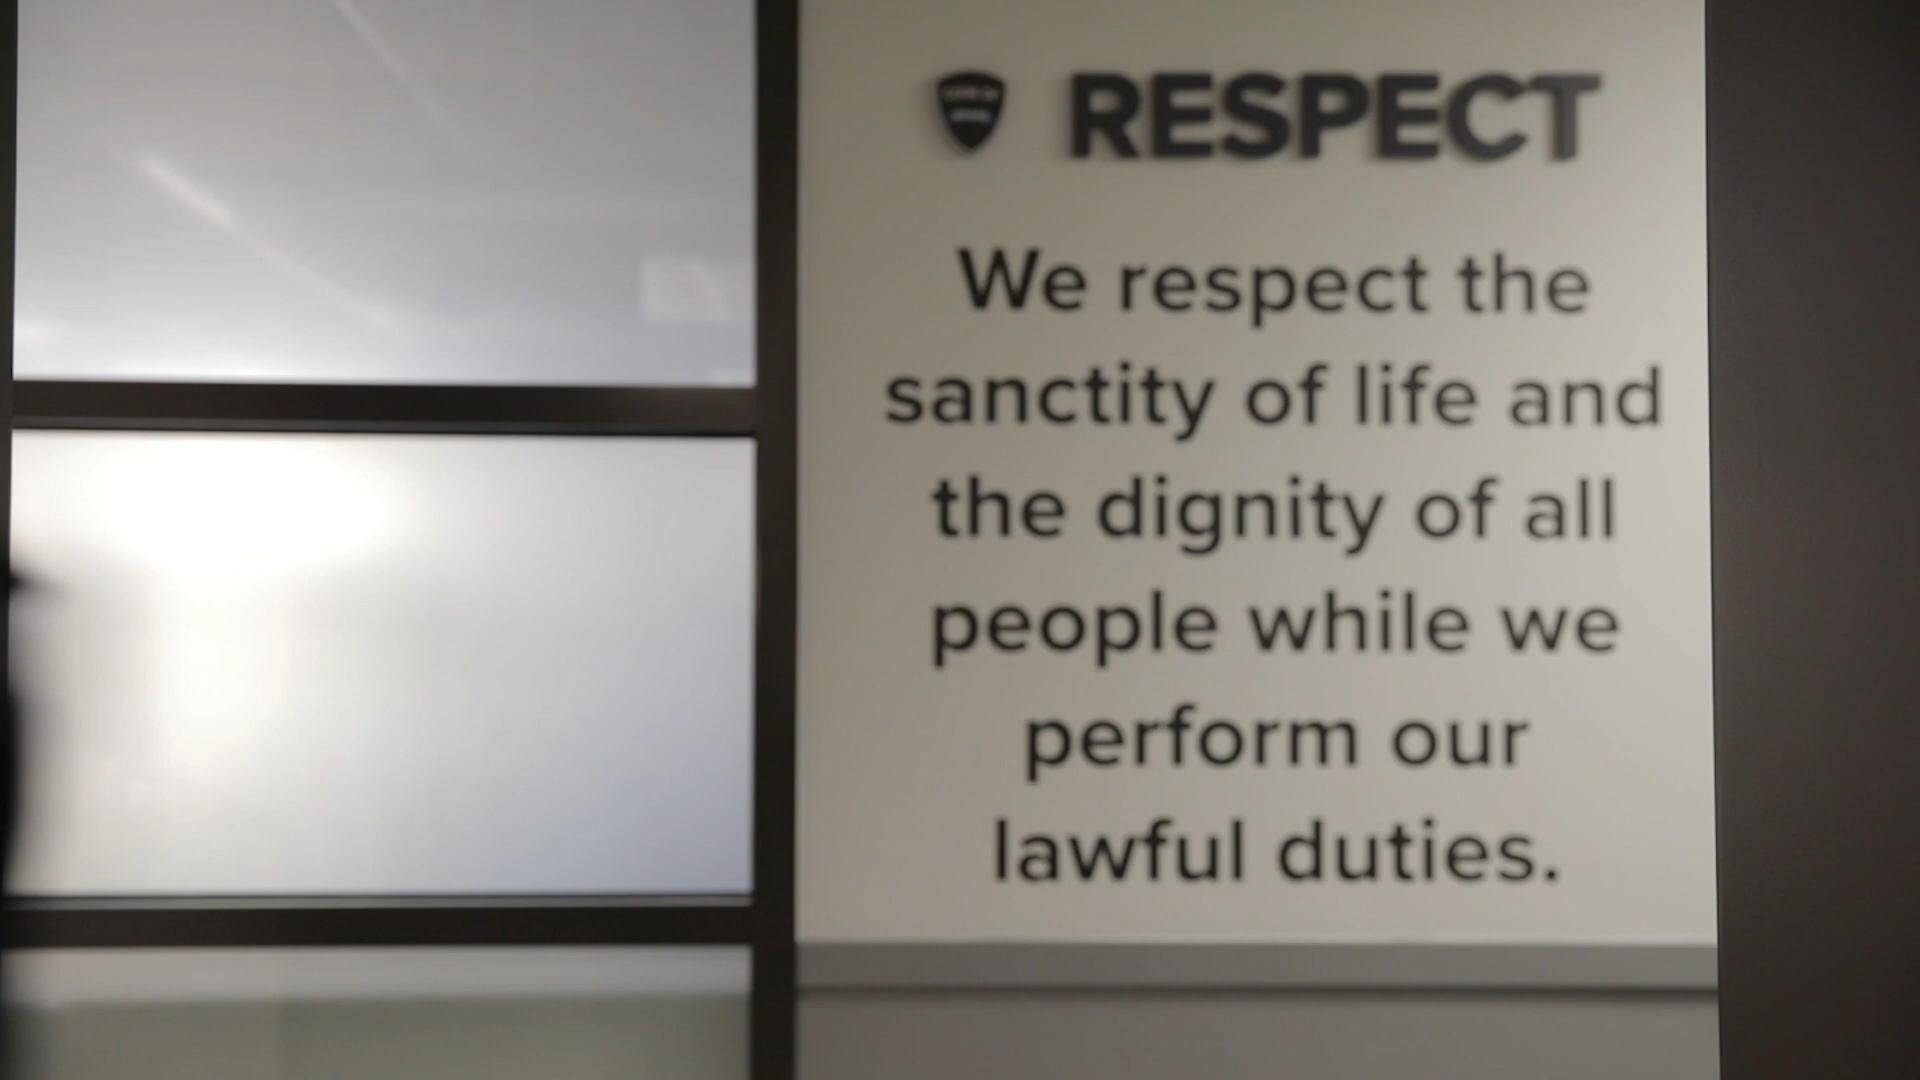 RESPECT
We respect the
sanctity of life and
the dignity of all
people while we
perform our
lawful duties.